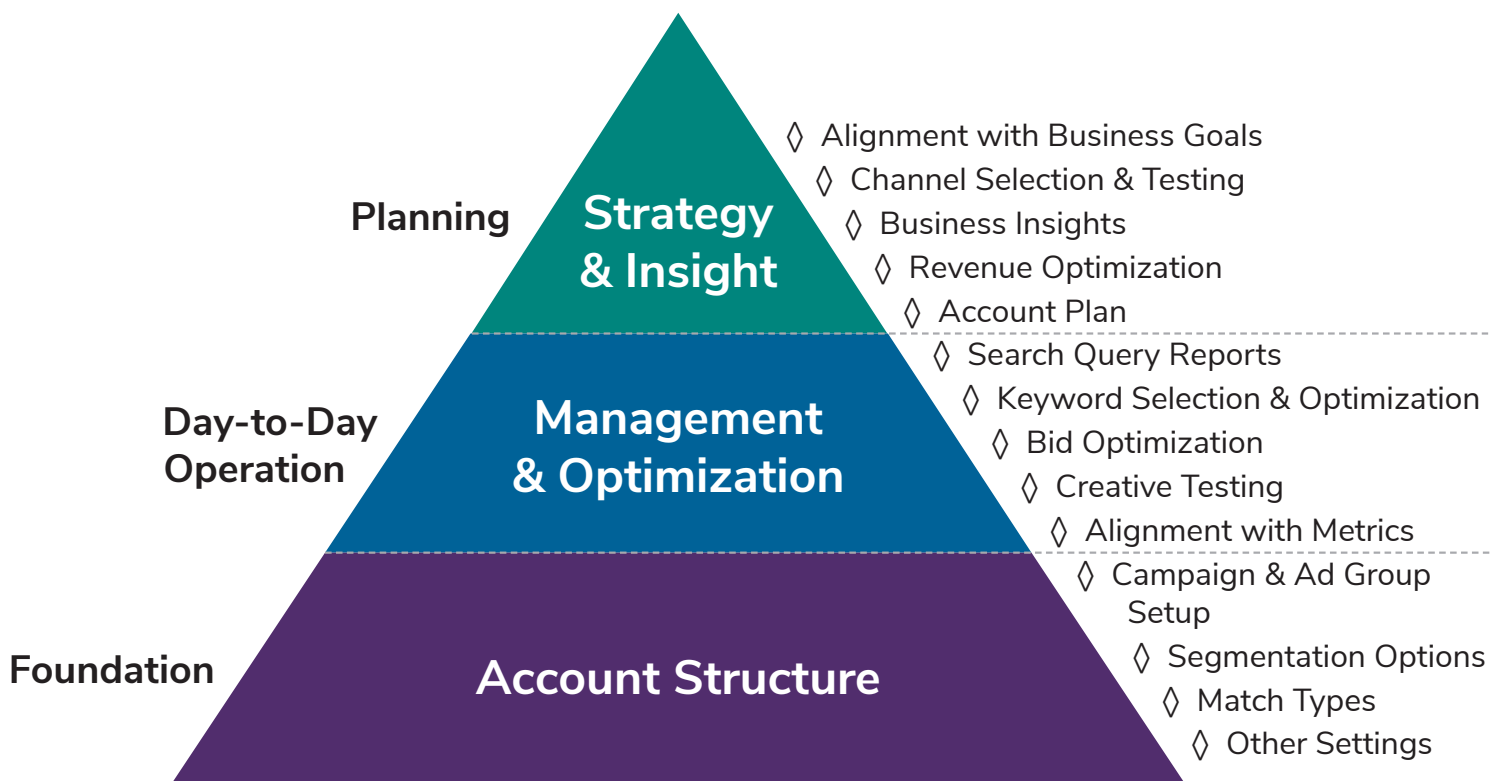 Planning
Strategy
& Insight
◊ Alignment with Business Goals
◊ Channel Selection & Testing
◊ Business Insights
◊ Revenue Optimization
◊ Account Plan
Day-to-Day
Operation
Management
& Optimization
◊ Search Query Reports
◊ Keyword Selection & Optimization
◊ Bid Optimization
◊ Creative Testing
◊ Alignment with Metrics
Foundation
Account Structure
◊ Campaign & Ad Group
Setup
◊ Segmentation Options
◊ Match Types
◊ Other Settings